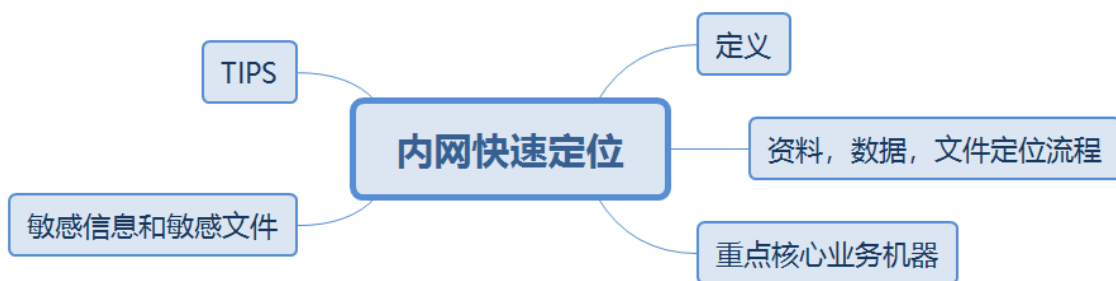 定义
TIPS
内网快速定位
资料，数据，文件定位流程
敏感信息和敏感文件
重点核心业务机器